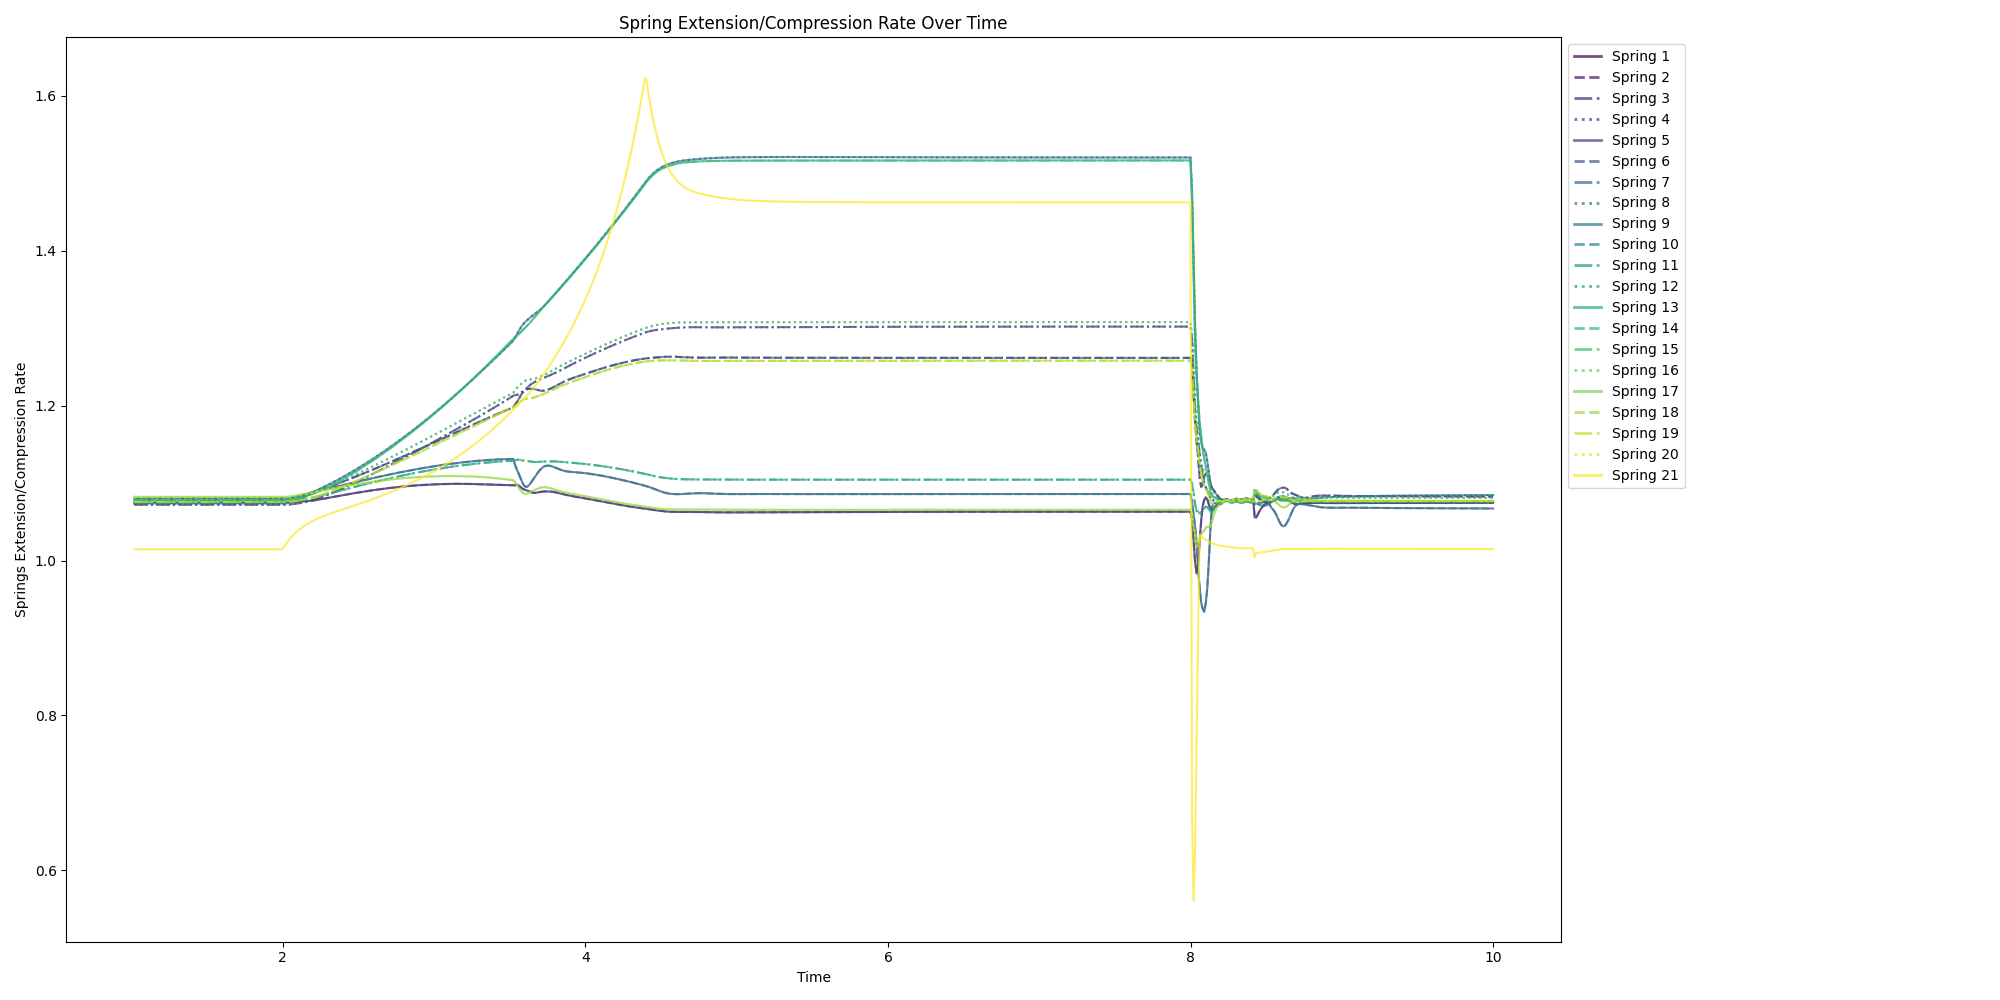 Spring Extension/Compression Rate Over Time
Springs Extension/Compression Rate
1.6
1.4
1.2
1.0
0.8
0.6
2
4
6
8
10
Time
Spring 1
Spring 2
Spring 3
Spring 4
Spring 5
Spring 6
Spring 7
Spring 8
Spring 9
Spring 10
Spring 11
Spring 12
Spring 13
Spring 14
Spring 15
Spring 16
Spring 17
Spring 18
Spring 19
Spring 20
Spring 21